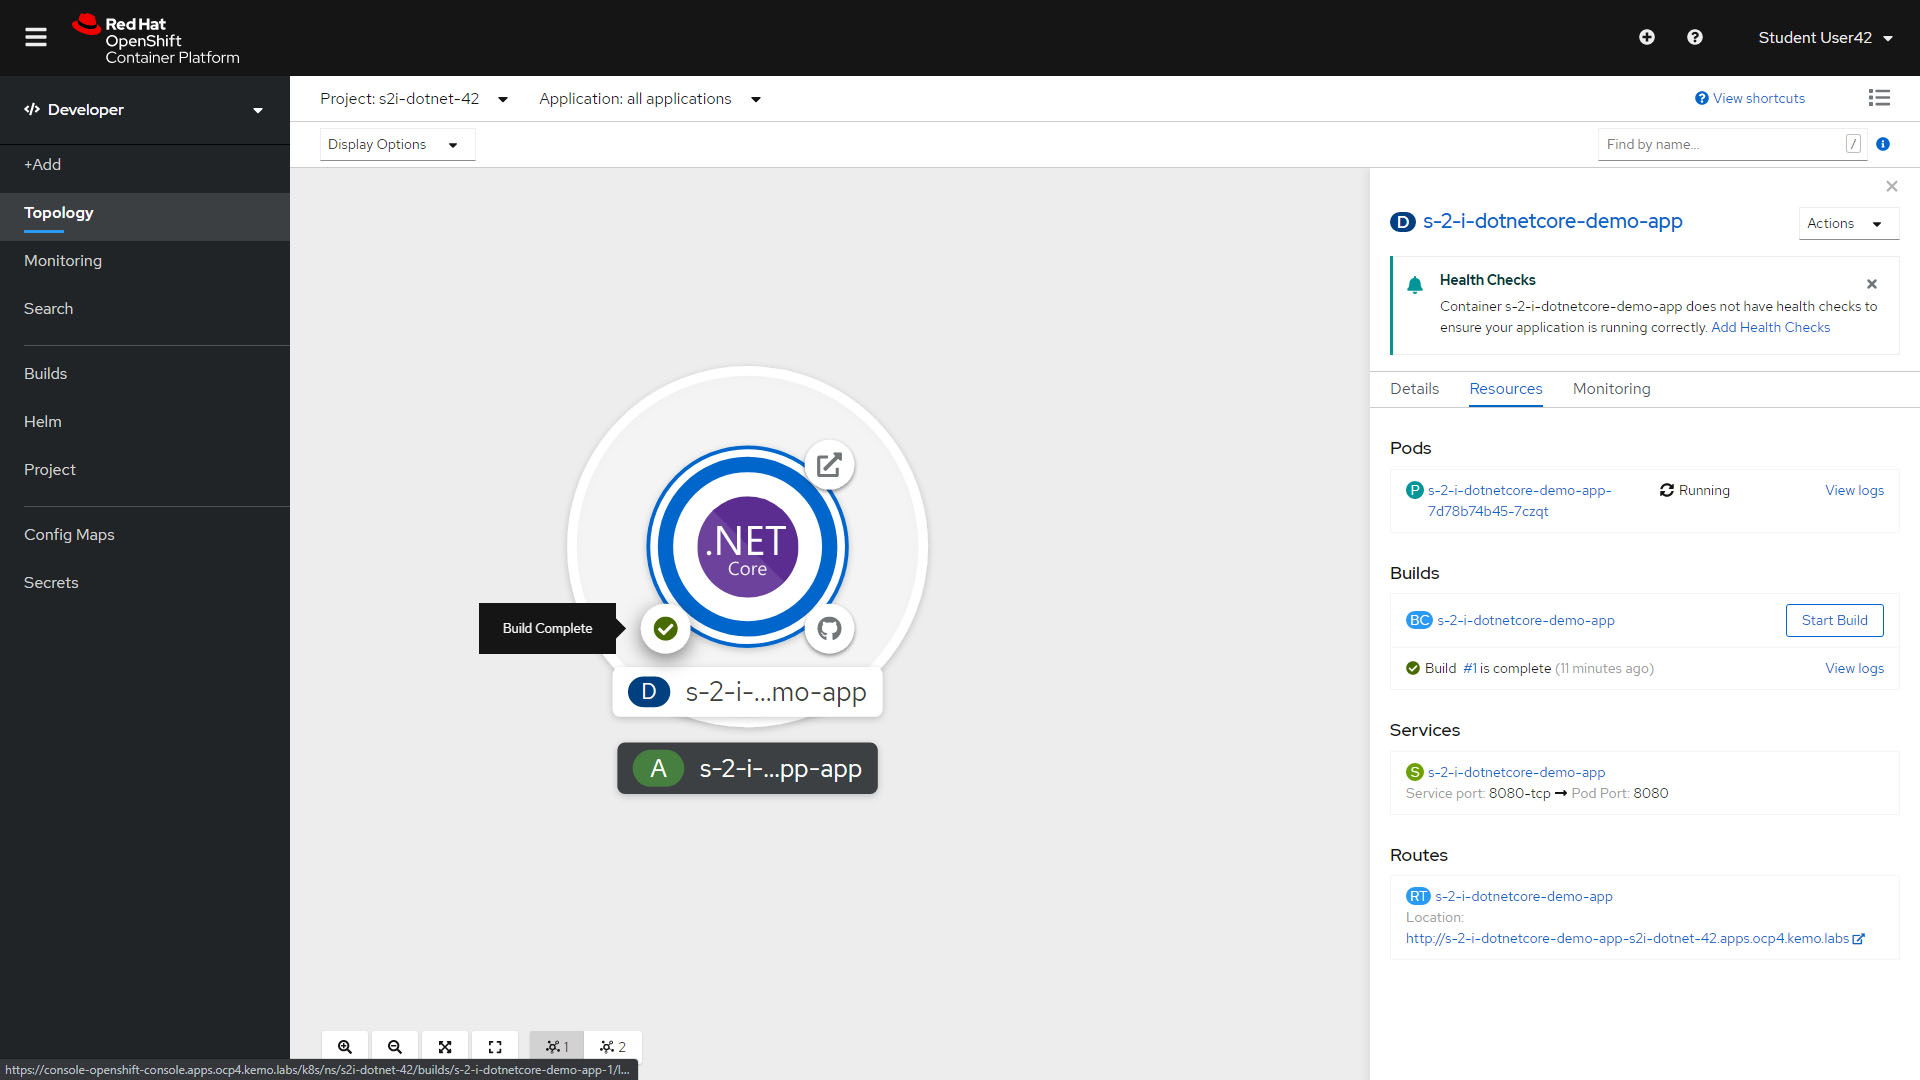 Red Hat
OpenShift
Container Platform
Student User42
Developer
+Add
Topology
Monitoring
Search
Builds
Helm
Project
Config Maps
Secrets
Project: s2i-dotnet-42
Application: all applications
View shortcuts
Display Options
Find by name...
/
.NET
Core
Build Complete
D s-2-i-...mo-app
A s-2-i-...pp-app
1
2
D s-2-i-dotnetcore-demo-app
Actions
Health Checks
Container s-2-i-dotnetcore-demo-app does not have health checks to
ensure your application is running correctly. Add Health Checks
Details Resources Monitoring
Pods
P s-2-i-dotnetcore-demo-app-
7d78b74b45-7czqt
Running
View logs
Builds
BC s-2-i-dotnetcore-demo-app
Start Build
Build #1 is complete (11 minutes ago)
View logs
Services
S s-2-i-dotnetcore-demo-app
Service port: 8080-tcp → Pod Port: 8080
Routes
RT s-2-i-dotnetcore-demo-app
Location:
http://s-2-i-dotnetcore-demo-app-s2i-dotnet-42.apps.ocp4.kemo.labs
https://console-openshift-console.apps.ocp4.kemo.labs/k8s/ns/s2i-dotnet-42/builds/s-2-i-dotnetcore-demo-app-1/l...